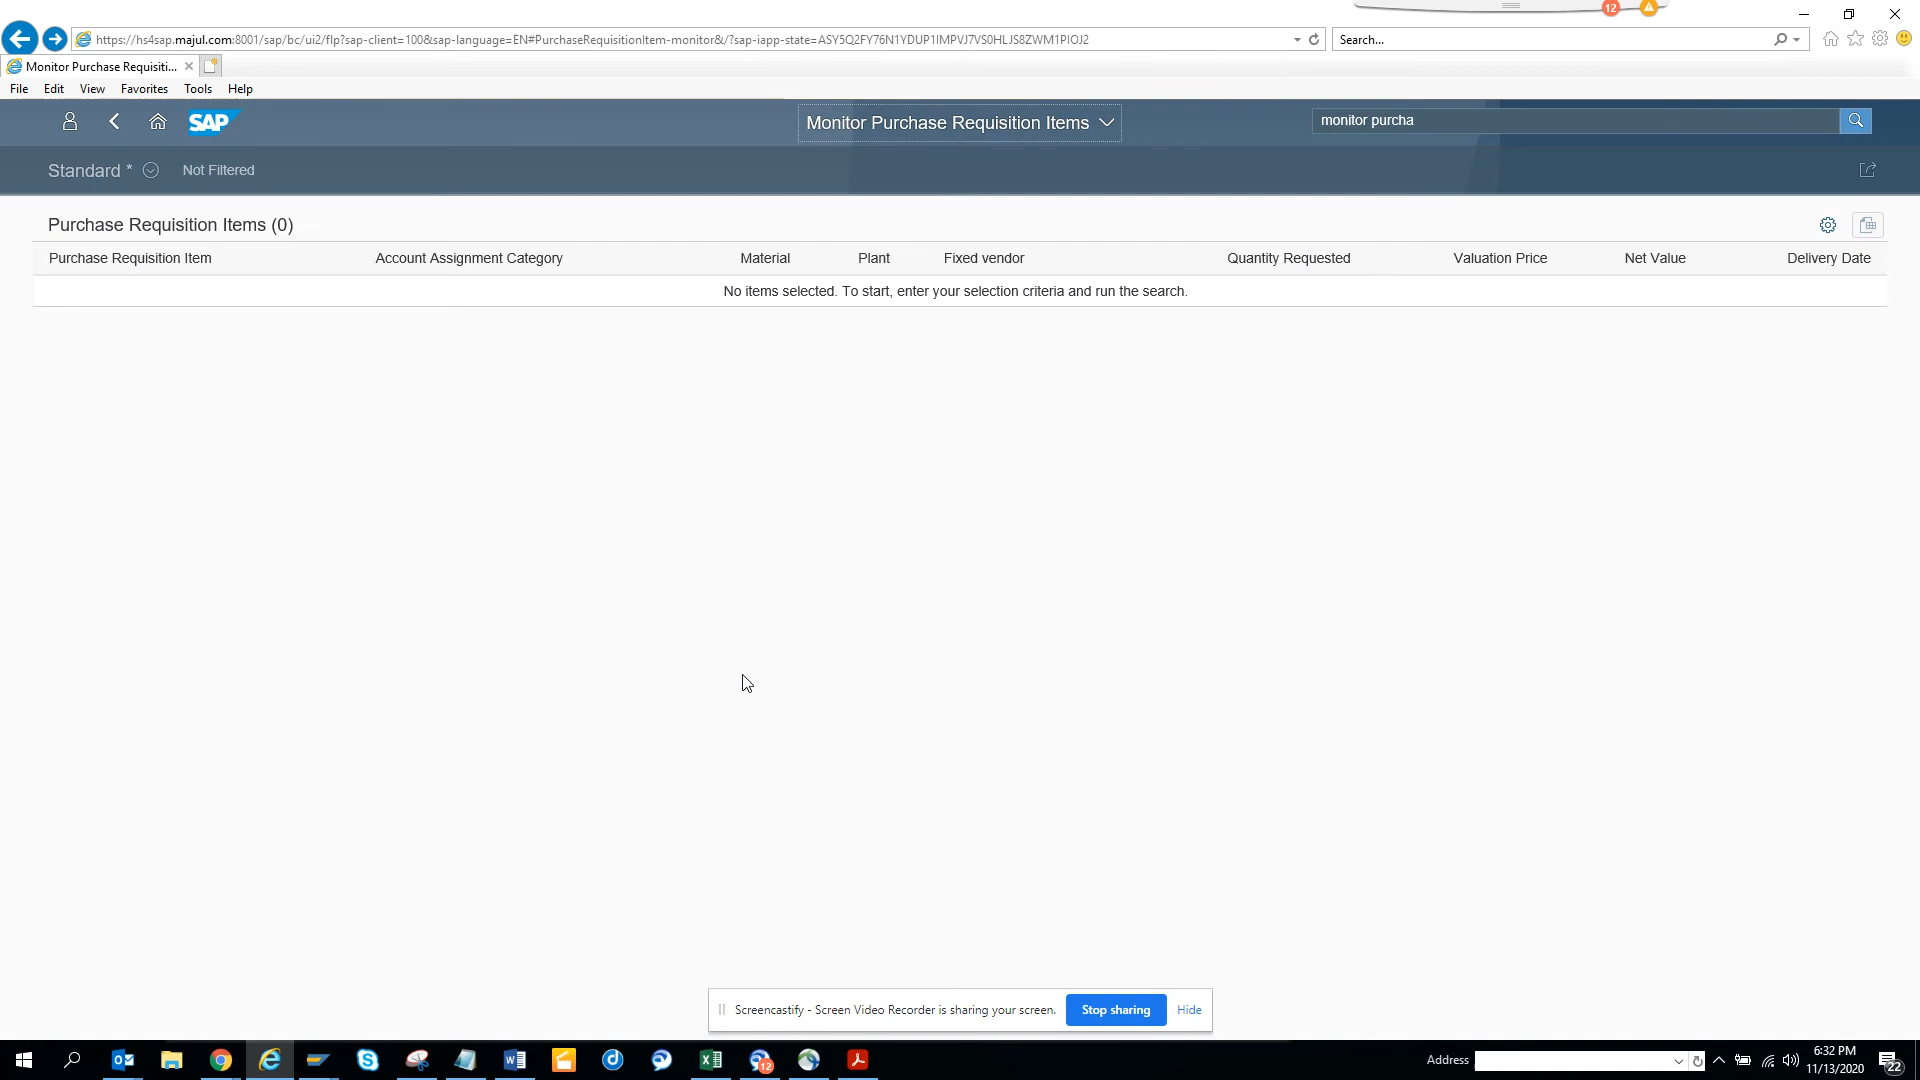 12
https://hs4sap.majul.com:8001/sap/bc/ui2/flp?sap-client=100&sap-language=EN#PurchaseRequisitionItem-monitor&/?sap-iapp-state=ASY5Q2FY76N1YDUP1IMPVJ7VS0HLJS8ZWM1PIOJ2
Search...
Monitor Purchase Requisiti...
File Edit View Favorites Tools Help
SAP
Monitor Purchase Requisition Items
monitor purcha
Standard *
Not Filtered
Purchase Requisition Items (0)
Purchase Requisition Item Account Assignment Category Material Plant Fixed vendor Quantity Requested Valuation Price Net Value Delivery Date
No items selected. To start, enter your selection criteria and run the search.
Screencastify - Screen Video Recorder is sharing your screen.
Stop sharing
Hide
12
Address
6:32 PM
11/13/2020
22